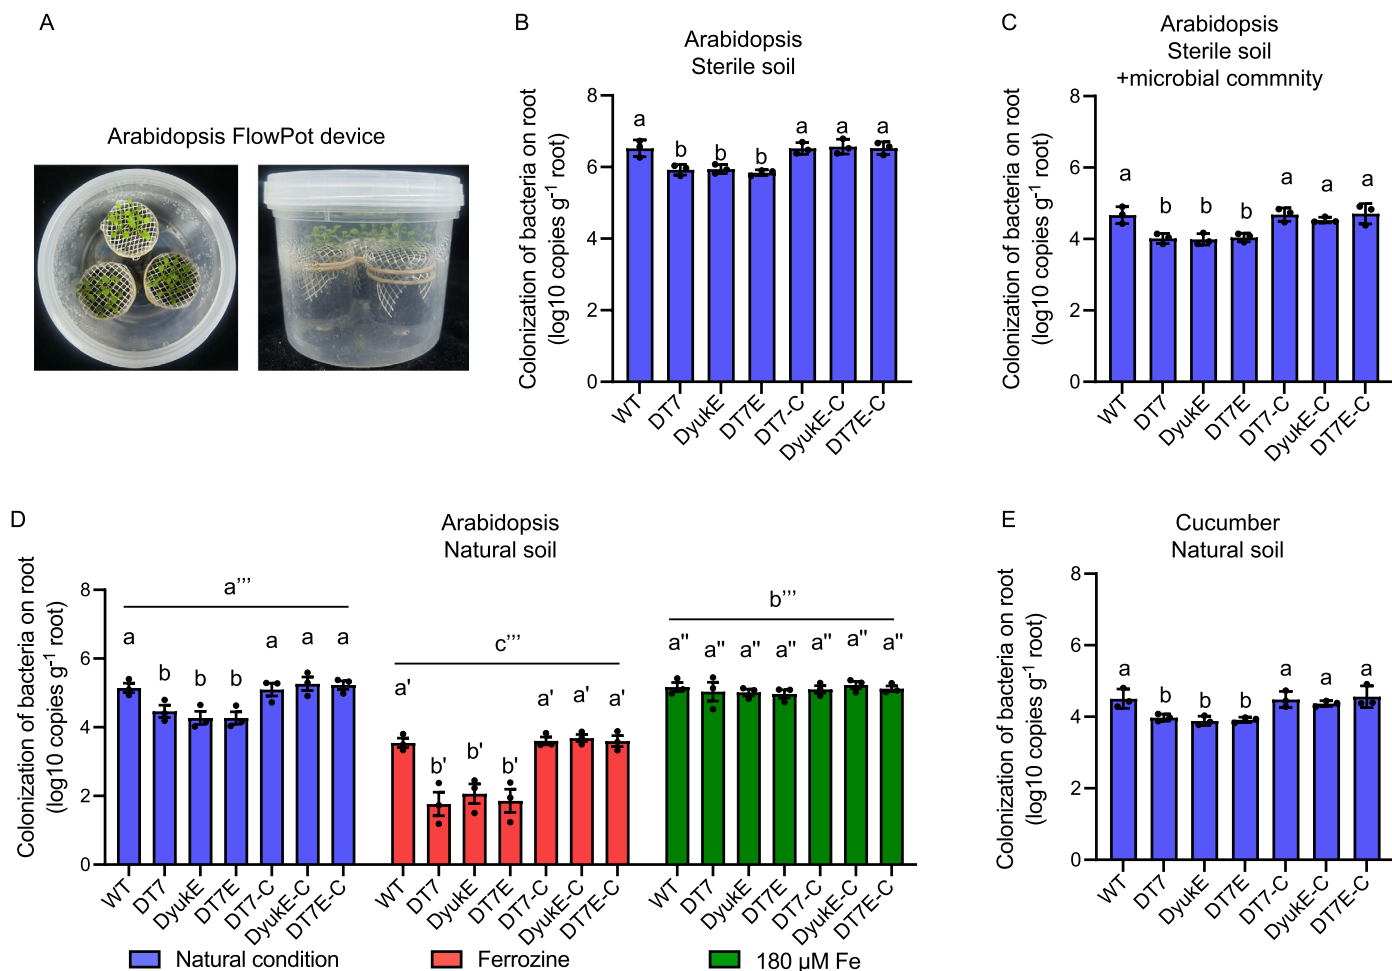 A
Arabidopsis FlowPot device
B
Arabidopsis
Sterile soil
Colonization of bacteria on root
(log10 copies g⁻¹ root)
8
6
4
2
0
a
b
b
b
a
a
a
WT
DT7
DyukE
DT7E
DT7-C
DyukE-C
DT7E-C
C
Arabidopsis
Sterile soil
+microbial commnity
Colonization of bacteria on root
(log10 copies g⁻¹ root)
8
6
4
2
0
a
b
b
b
a
a
a
WT
DT7
DyukE
DT7E
DT7-C
DyukE-C
DT7E-C
D
Arabidopsis
Natural soil
Colonization of bacteria on root
(log10 copies g⁻¹ root)
8
6
4
2
0
a’’’
a
b
b
b
a
a
a
c’’’
a'
b'
b'
b'
a'
a'
a'
b’’’
a''
a''
a''
a''
a''
a''
a''
WT
DT7
DyukE
DT7E
DT7-C
DyukE-C
DT7E-C
WT
DT7
DyukE
DT7E
DT7-C
DyukE-C
DT7E-C
WT
DT7
DyukE
DT7E
DT7-C
DyukE-C
DT7E-C
Natural condition
Ferrozine
180 μM Fe
E
Cucumber
Natural soil
Colonization of bacteria on root
(log10 copies g⁻¹ root)
8
6
4
2
0
a
b
b
b
a
a
a
WT
DT7
DyukE
DT7E
DT7-C
DyukE-C
DT7E-C